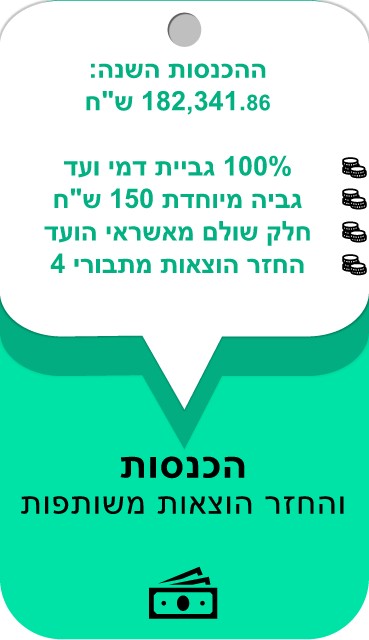 ההכנסות השנה:
182,341.86 ש"ח
100% גביית דמי ועד
גביה מיוחדת 150 ש"ח
חלק שולם מאשראי הועד
החזר הוצאות מתבורי 4
הכנסות
והחזר הוצאות משותפות